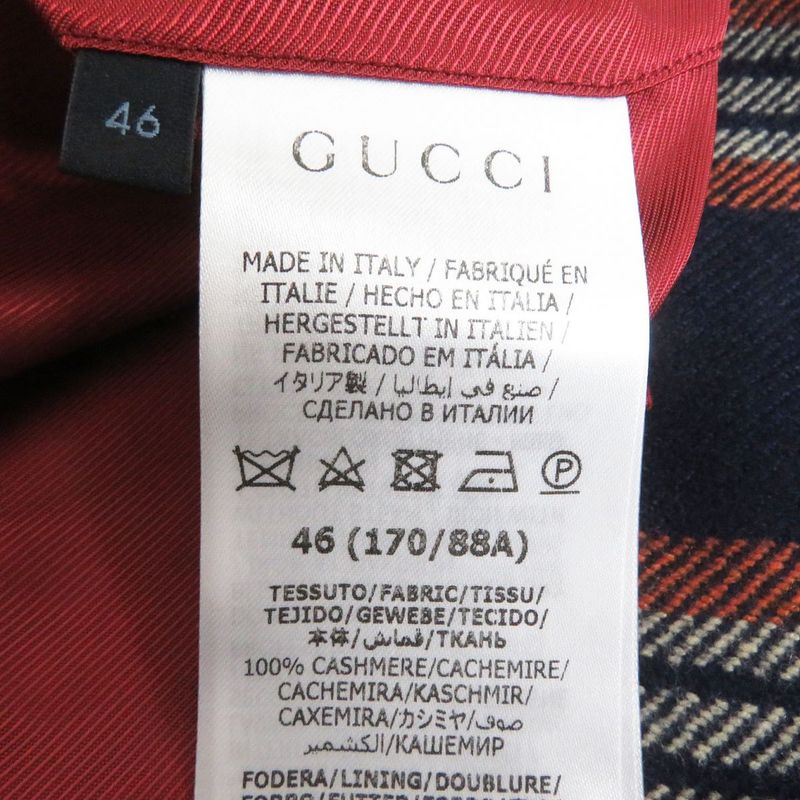 46
GUCCI
MADE IN ITALY / FABRIQUÉ EN
ITALIE / HECHO EN ITALIA /
HERGESTELLT IN ITALIEN /
FABRICADO EM ITÁLIA /
イタリア製 / صنع في إيطاليا /
СДЕЛАНО В ИТАЛИИ
P
46 (170/88A)
TESSUTO/FABRIC/TISSU/
TEJIDO/GEWEBE/TECIDO/
本体/قماش/ТКАНЬ
100% CASHMERE/CACHEMIRE/
CACHEMIRA/KASCHMIR/
CAXEMIRA/カシミヤ/صوف
الكشمير/КАШЕМИР
FODERA/LINING/DOUBLURE/